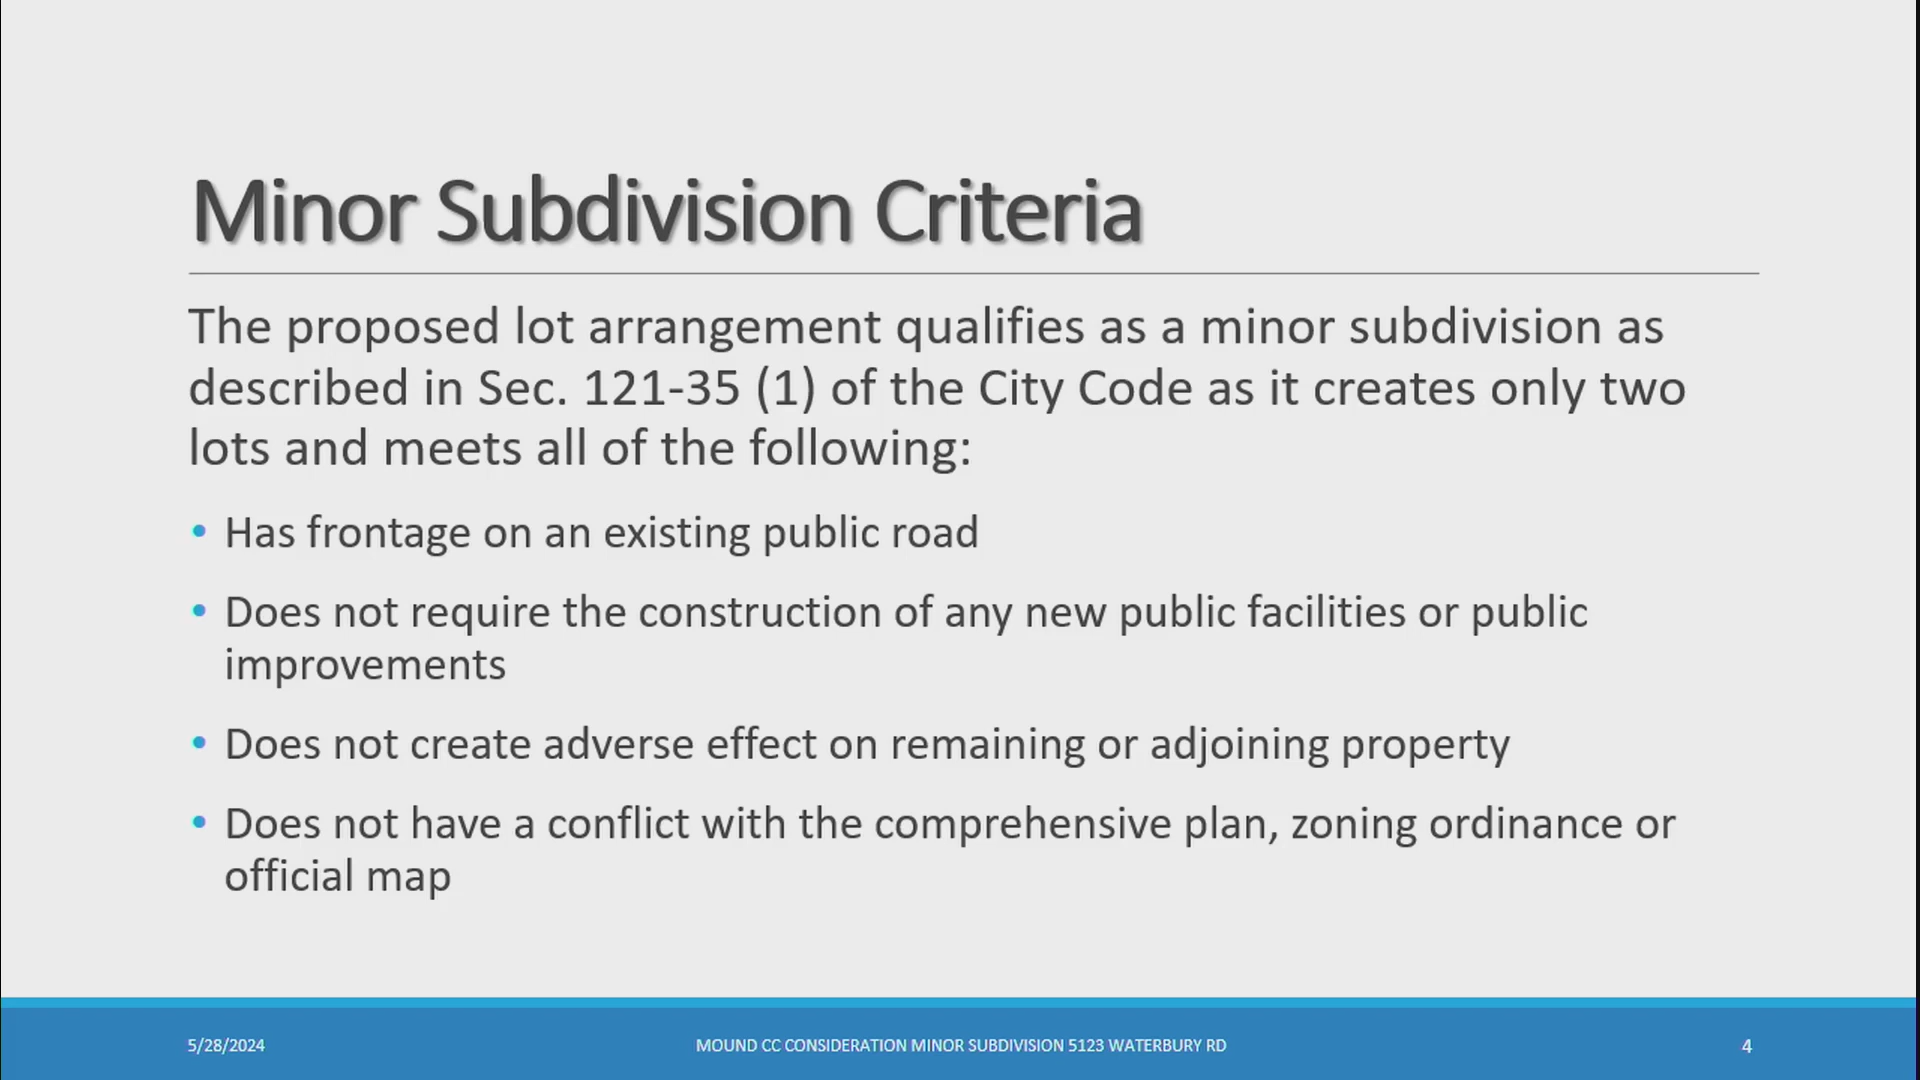 Minor Subdivision Criteria
The proposed lot arrangement qualifies as a minor subdivision as
described in Sec. 121-35 (1) of the City Code as it creates only two
lots and meets all of the following:
• Has frontage on an existing public road
• Does not require the construction of any new public facilities or public
improvements
• Does not create adverse effect on remaining or adjoining property
• Does not have a conflict with the comprehensive plan, zoning ordinance or
official map
5/28/2024
MOUND CC CONSIDERATION MINOR SUBDIVISION 5123 WATERBURY RD
4